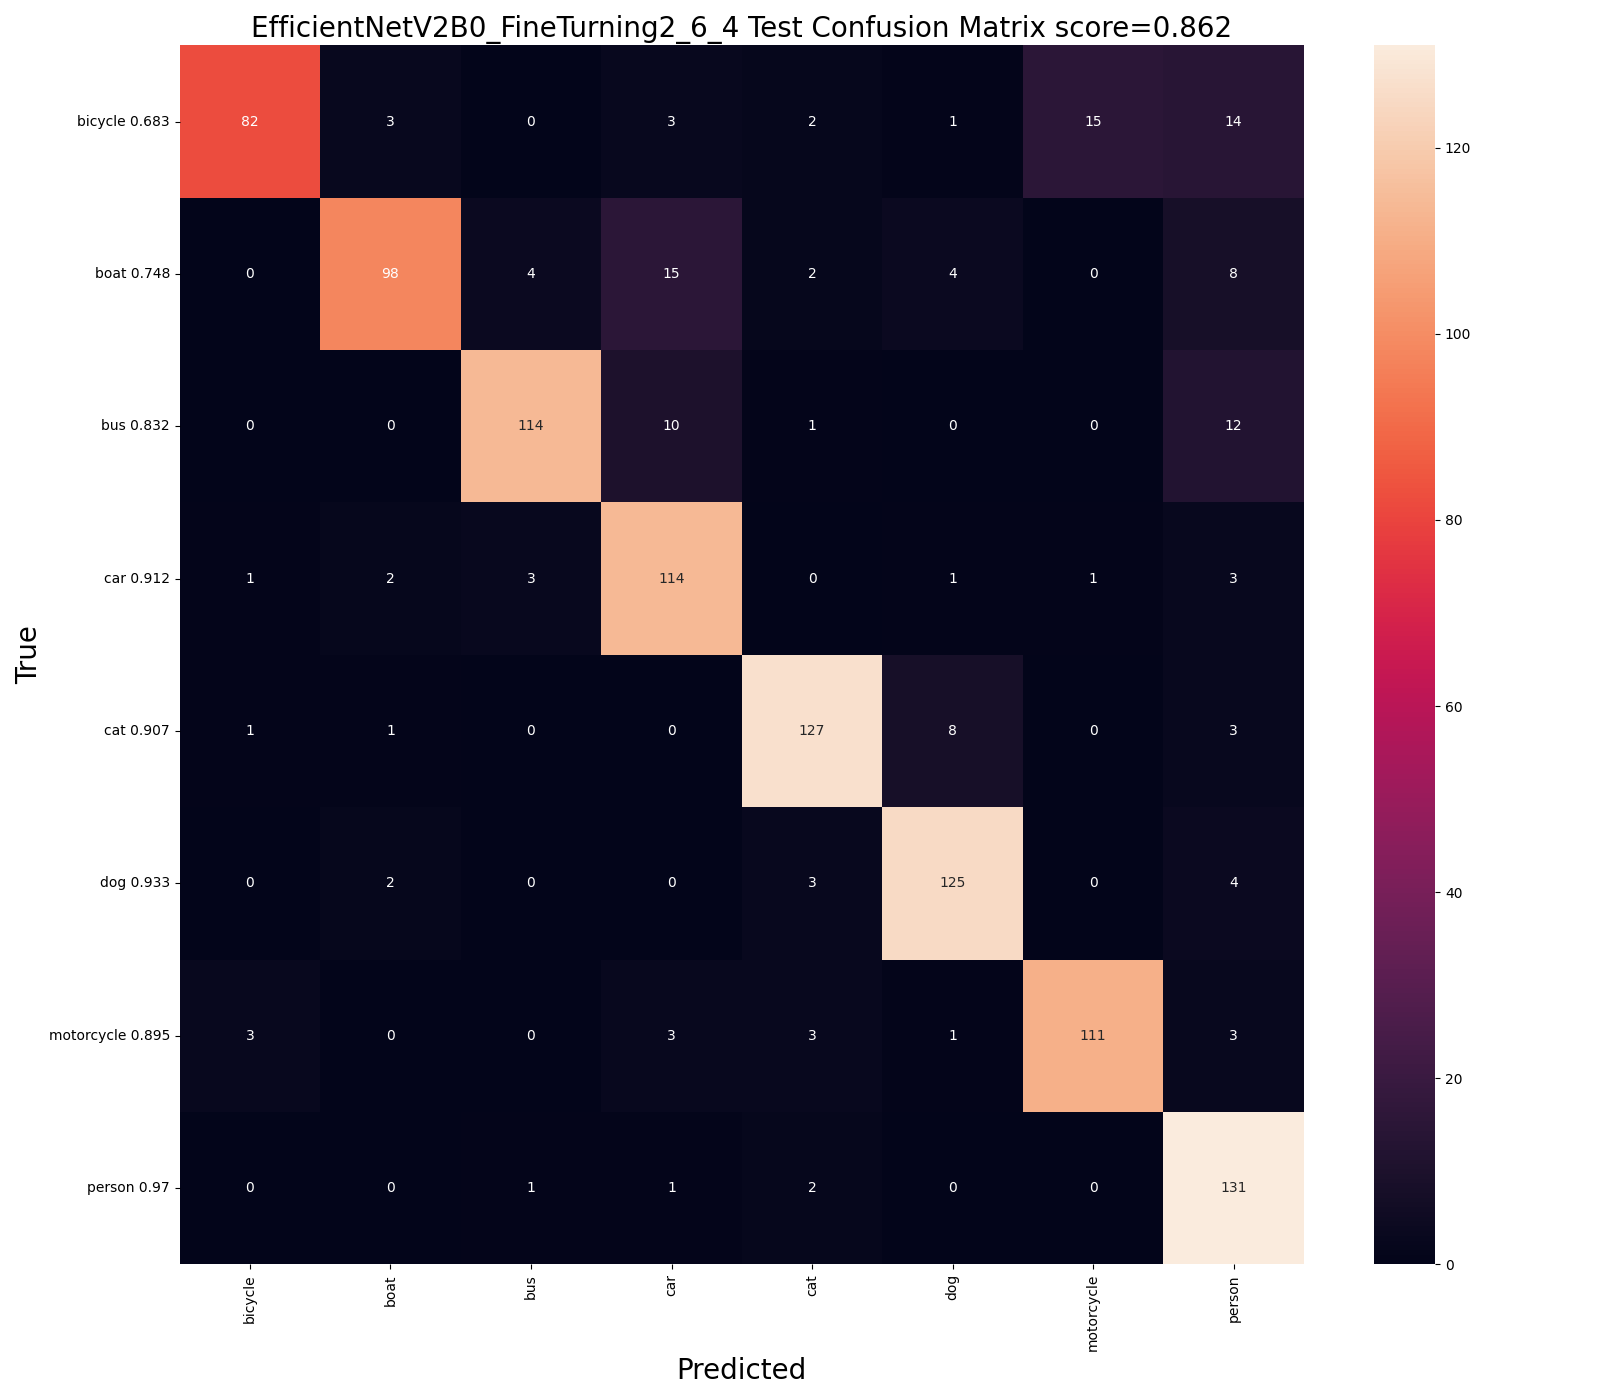 EfficientNetV2B0_FineTurning2_6_4 Test Confusion Matrix score=0.862
True
bicycle 0.683 82 3 0 3 2 1 15 14
boat 0.748 0 98 4 15 2 4 0 8
bus 0.832 0 0 114 10 1 0 0 12
car 0.912 1 2 3 114 0 1 1 3
cat 0.907 1 1 0 0 127 8 0 3
dog 0.933 0 2 0 0 3 125 0 4
motorcycle 0.895 3 0 0 3 3 1 111 3
person 0.97 0 0 1 1 2 0 0 131
bicycle boat bus car cat dog motorcycle person
Predicted
120
100
80
60
40
20
0